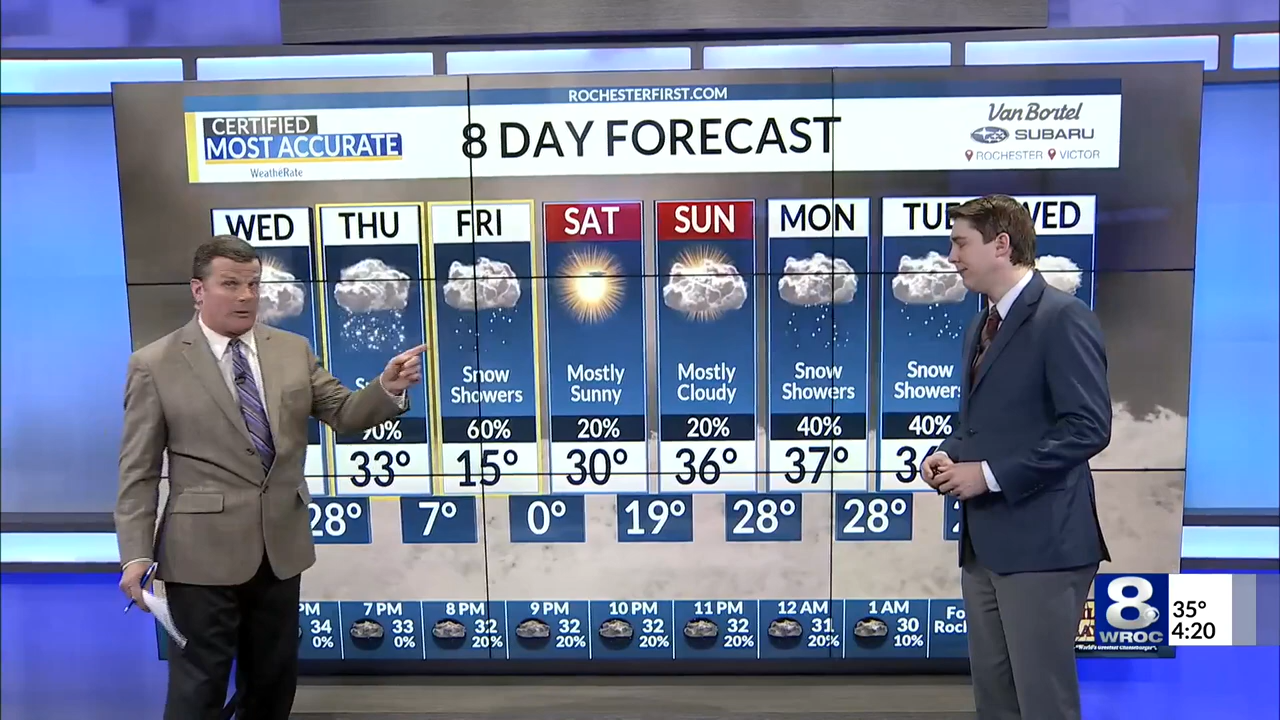 ROCHESTERFIRST.COM
CERTIFIED
MOST ACCURATE
WeatheRate
8 DAY FORECAST
Van Bortel
SUBARU
ROCHESTER VICTOR
WED THU FRI SAT SUN MON TUE WED
Snow Showers
Mostly Sunny
Mostly Cloudy
Snow Showers
Snow Showers
90% 60% 20% 20% 40% 40%
33° 15° 30° 36° 37°
28° 7° 0° 19° 28° 28°
PM 7 PM 8 PM 9 PM 10 PM 11 PM 12 AM 1 AM
34 33 32 32 32 32 31 30
0% 0% 20% 20% 20% 20% 20% 10%
8
WROC
35°
4:20